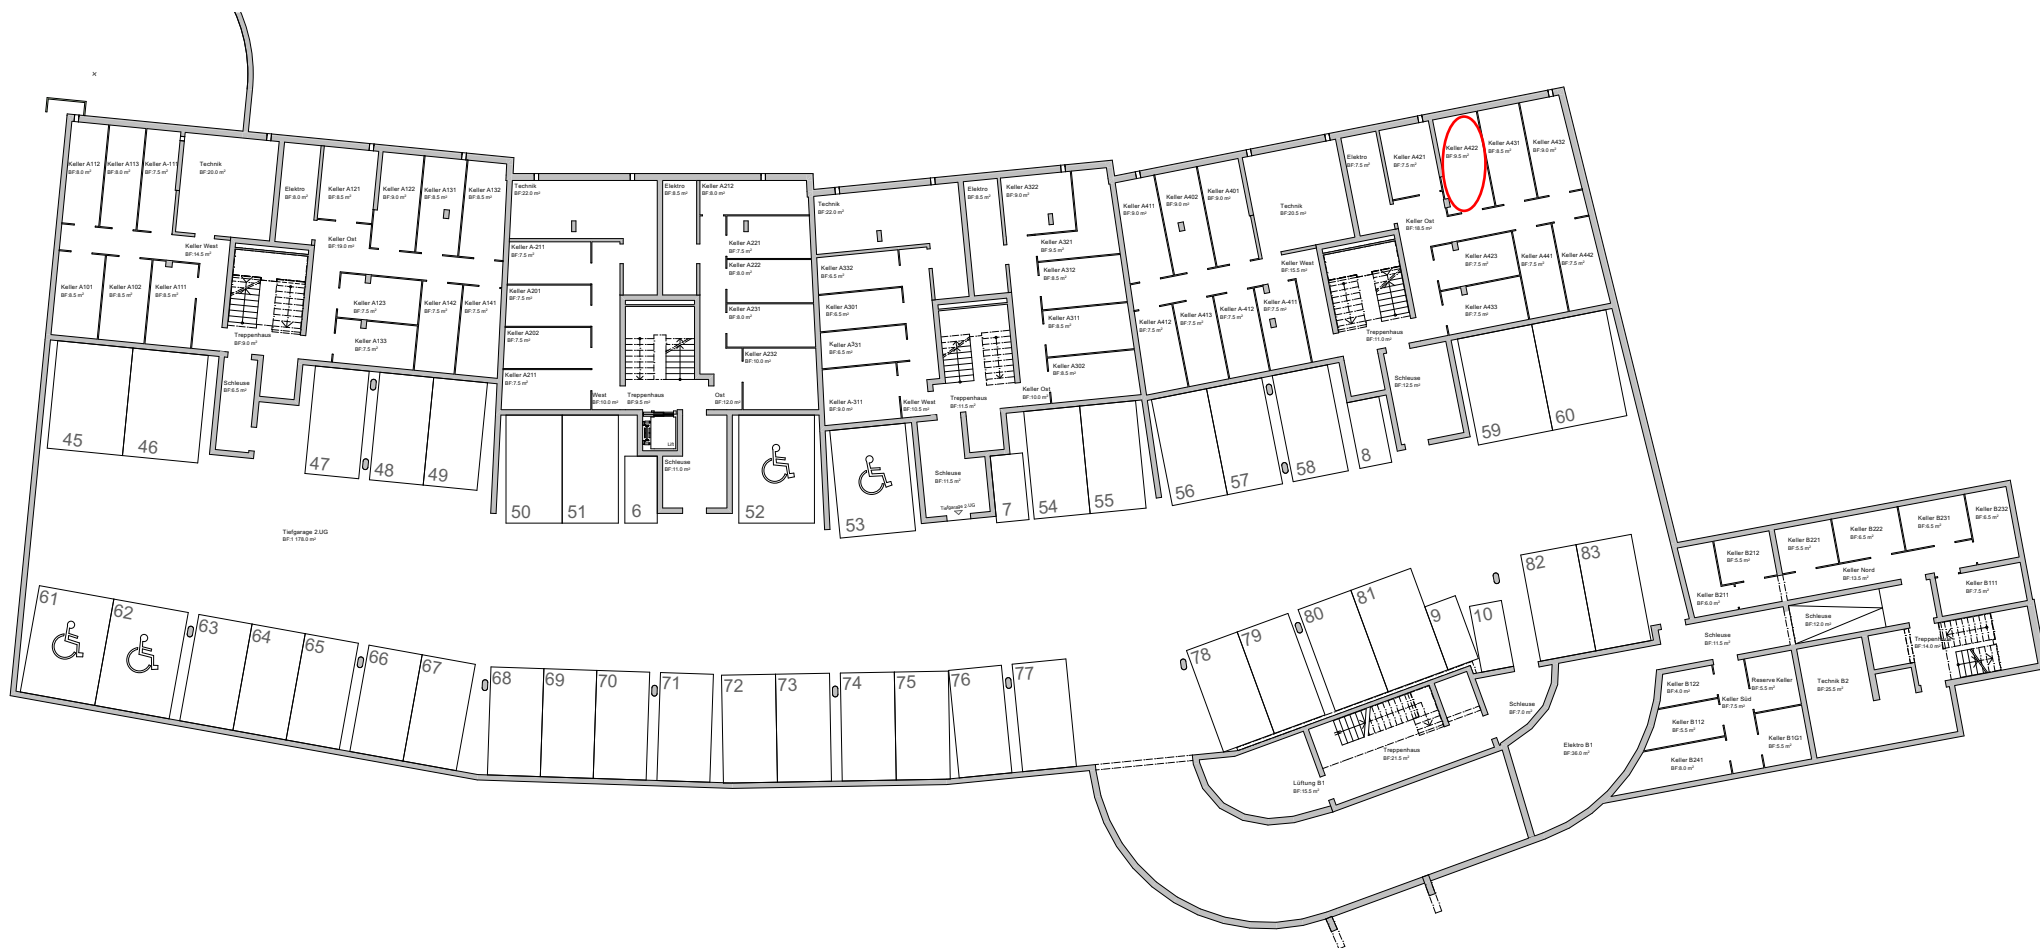 Keller A112
BF:8.0 m²
Keller A113
BF:8.0 m²
Keller A-111
BF:7.5 m²
Technik
BF:20.0 m²
Elektro
BF:8.0 m²
Keller A121
BF:8.5 m²
Keller A122
BF:9.0 m²
Keller A131
BF:8.5 m²
Keller A132
BF:8.5 m²
Keller West
BF:14.5 m²
Keller Ost
BF:19.0 m²
Keller A101
BF:8.5 m²
Keller A102
BF:8.5 m²
Keller A111
BF:8.5 m²
Treppenhaus
BF:9.0 m²
Keller A123
BF:7.5 m²
Keller A133
BF:7.5 m²
Keller A142
BF:7.5 m²
Keller A141
BF:7.5 m²
Schleuse
BF:6.5 m²
Technik
BF:22.0 m²
Elektro
BF:8.5 m²
Keller A212
BF:8.0 m²
Keller A-211
BF:7.5 m²
Keller A221
BF:7.5 m²
Keller A222
BF:8.0 m²
Keller A201
BF:7.5 m²
Keller A231
BF:8.0 m²
Keller A202
BF:7.5 m²
Keller A232
BF:10.0 m²
Keller A211
BF:7.5 m²
West
BF:10.0 m²
Treppenhaus
BF:9.5 m²
Ost
BF:12.0 m²
Lift
Schleuse
BF:11.0 m²
Technik
BF:22.0 m²
Elektro
BF:8.5 m²
Keller A322
BF:9.0 m²
Keller A332
BF:6.5 m²
Keller A321
BF:9.5 m²
Keller A312
BF:8.5 m²
Keller A301
BF:6.5 m²
Keller A311
BF:8.5 m²
Keller A331
BF:6.5 m²
Keller A302
BF:8.5 m²
Keller A-311
BF:9.0 m²
Keller West
BF:10.5 m²
Treppenhaus
BF:11.5 m²
Keller Ost
BF:10.0 m²
Schleuse
BF:11.5 m²
Tiefgarage 2.UG
Keller A411
BF:9.0 m²
Keller A402
BF:9.0 m²
Keller A401
BF:9.0 m²
Technik
BF:20.5 m²
Elektro
BF:7.5 m²
Keller A421
BF:7.5 m²
Keller A422
BF:9.5 m²
Keller A431
BF:8.5 m²
Keller A432
BF:9.0 m²
Keller Ost
BF:18.5 m²
Keller West
BF:15.5 m²
Keller A423
BF:7.5 m²
Keller A441
BF:7.5 m²
Keller A442
BF:7.5 m²
Keller A412
BF:7.5 m²
Keller A413
BF:7.5 m²
Keller A-412
BF:7.5 m²
Keller A-411
BF:7.5 m²
Keller A433
BF:7.5 m²
Treppenhaus
BF:11.0 m²
Schleuse
BF:12.5 m²
45
46
47
48
49
50
51
6
52
53
7
54
55
56
57
58
8
59
60
Tiefgarage 2.UG
BF:1 178.0 m²
61
62
63
64
65
66
67
68
69
70
71
72
73
74
75
76
77
78
79
80
81
9
10
82
83
Keller B212
BF:5.5 m²
Keller B221
BF:5.5 m²
Keller B222
BF:6.5 m²
Keller B231
BF:6.5 m²
Keller B232
BF:6.5 m²
Keller Nord
BF:13.5 m²
Keller B211
BF:6.0 m²
Keller B111
BF:7.5 m²
Schleuse
BF:12.0 m²
Schleuse
BF:11.5 m²
BF:14.0 m²
Keller B122
BF:4.0 m²
Reserve Keller
BF:5.5 m²
Technik B2
BF:25.5 m²
Keller Süd
BF:7.5 m²
Keller B112
BF:5.5 m²
Keller B1G1
BF:5.5 m²
Keller B241
BF:8.0 m²
Schleuse
BF:7.0 m²
Elektro B1
BF:36.0 m²
Treppenhaus
BF:21.5 m²
Lüftung B1
BF:15.5 m²